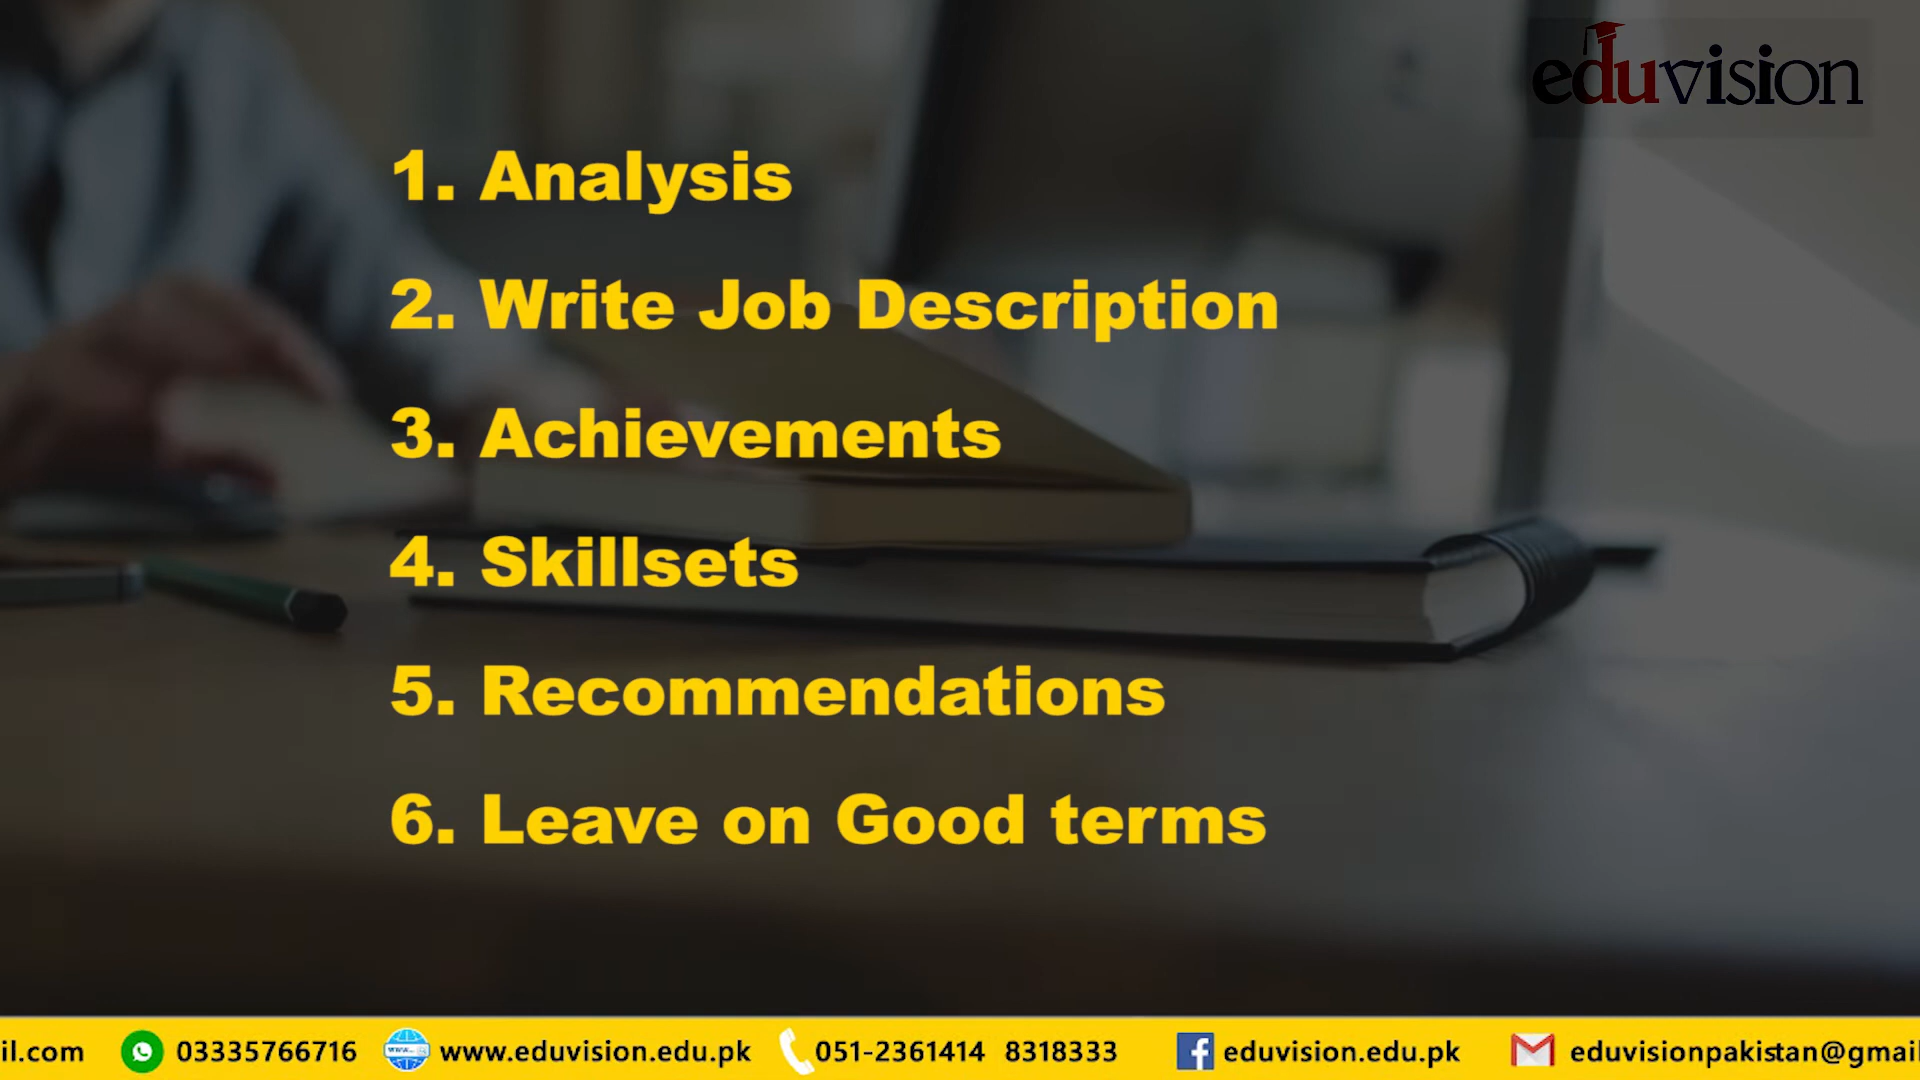 eduvision
1. Analysis
2. Write Job Description
3. Achievements
4. Skillsets
5. Recommendations
6. Leave on Good terms
il.com 03335766716 www.eduvision.edu.pk 051-2361414 8318333 eduvision.edu.pk eduvisionpakistan@gmail